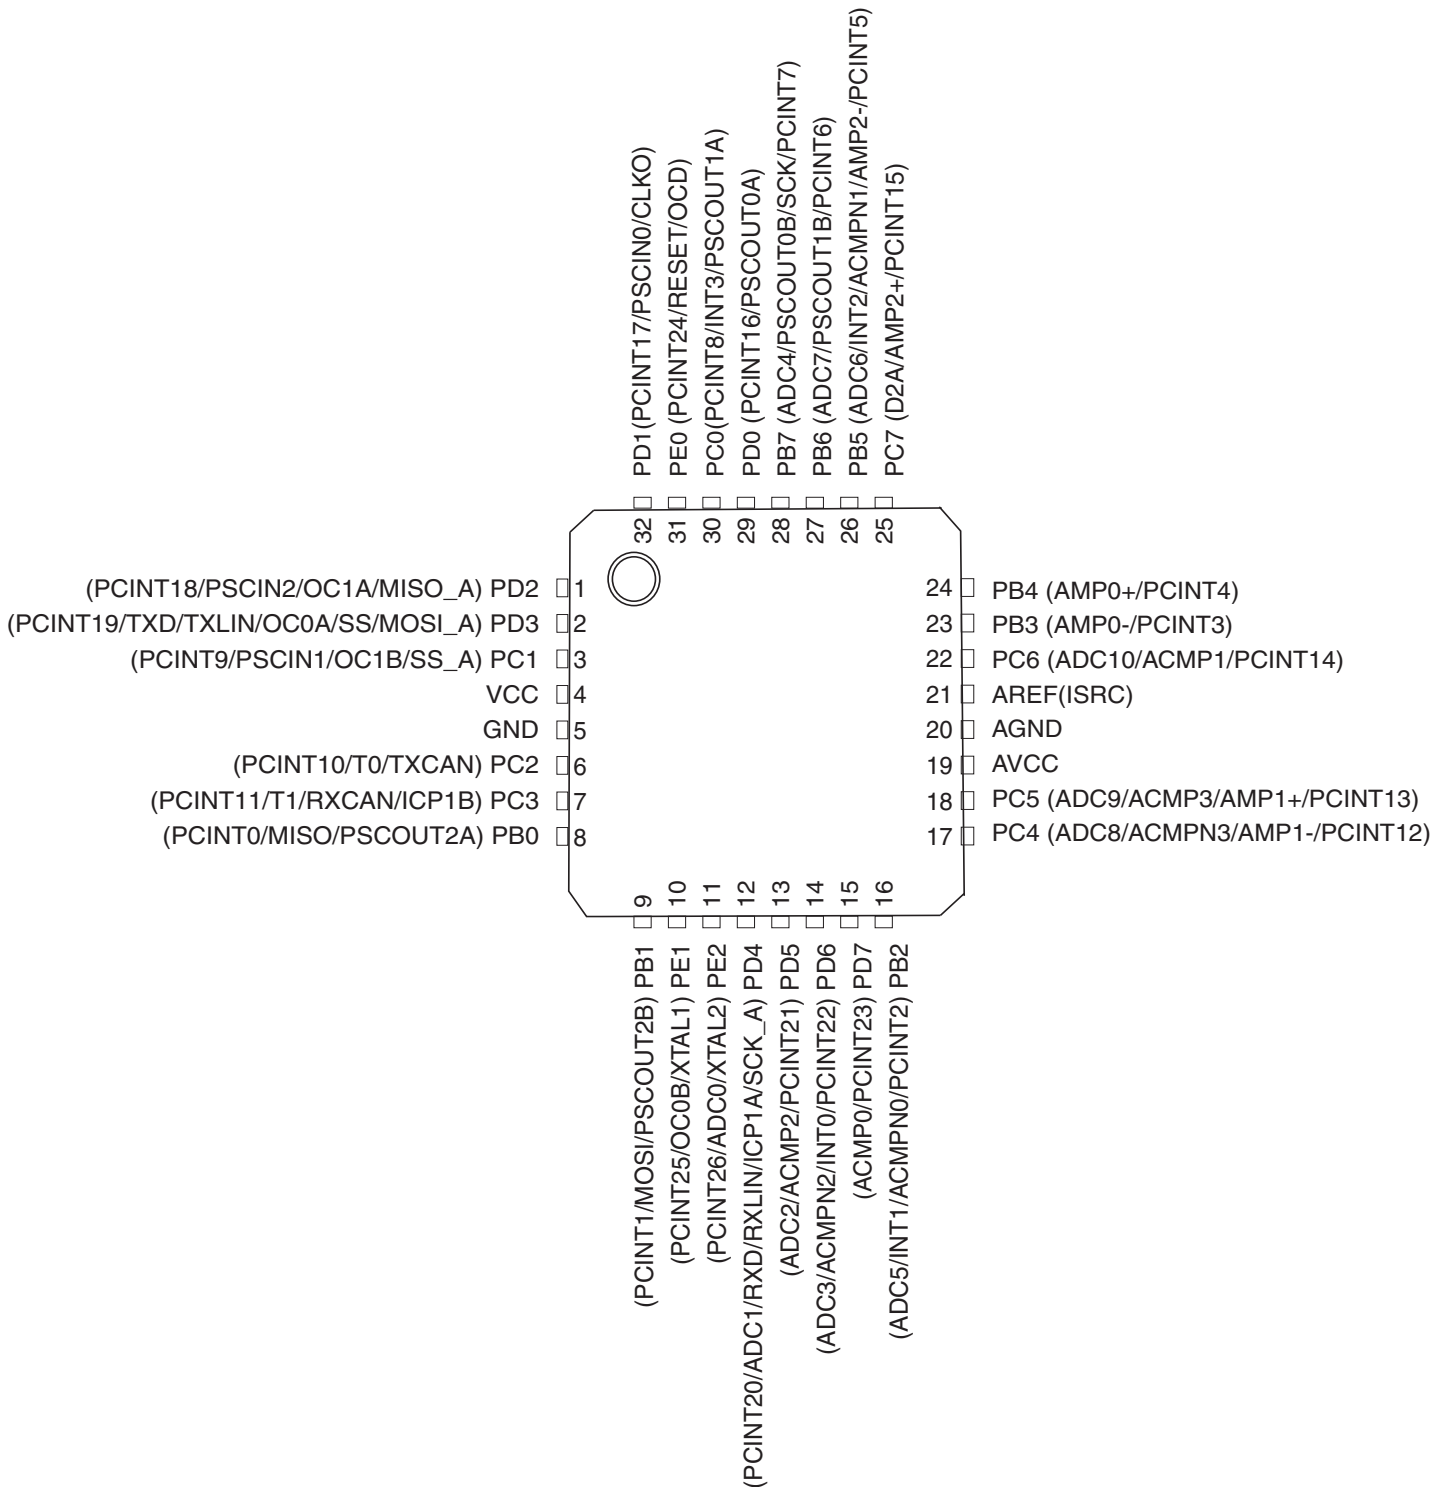 PD1(PCINT17/PSCIN0/CLKO)
PE0 (PCINT24/RESET/OCD)
PC0(PCINT8/INT3/PSCOUT1A)
PD0 (PCINT16/PSCOUT0A)
PB7 (ADC4/PSCOUT0B/SCK/PCINT7)
PB6 (ADC7/PSCOUT1B/PCINT6)
PB5 (ADC6/INT2/ACMPN1/AMP2-/PCINT5)
PC7 (D2A/AMP2+/PCINT15)
32
31
30
29
28
27
26
25
(PCINT18/PSCIN2/OC1A/MISO_A) PD2 1
(PCINT19/TXD/TXLIN/OC0A/SS/MOSI_A) PD3 2
(PCINT9/PSCIN1/OC1B/SS_A) PC1 3
VCC 4
GND 5
(PCINT10/T0/TXCAN) PC2 6
(PCINT11/T1/RXCAN/ICP1B) PC3 7
(PCINT0/MISO/PSCOUT2A) PB0 8
24 PB4 (AMP0+/PCINT4)
23 PB3 (AMP0-/PCINT3)
22 PC6 (ADC10/ACMP1/PCINT14)
21 AREF(ISRC)
20 AGND
19 AVCC
18 PC5 (ADC9/ACMP3/AMP1+/PCINT13)
17 PC4 (ADC8/ACMPN3/AMP1-/PCINT12)
9
10
11
12
13
14
15
16
(PCINT1/MOSI/PSCOUT2B) PB1
(PCINT25/OC0B/XTAL1) PE1
(PCINT26/ADC0/XTAL2) PE2
(PCINT20/ADC1/RXD/RXLIN/ICP1A/SCK_A) PD4
(ADC2/ACMP2/PCINT21) PD5
(ADC3/ACMPN2/INT0/PCINT22) PD6
(ACMP0/PCINT23) PD7
(ADC5/INT1/ACMPN0/PCINT2) PB2